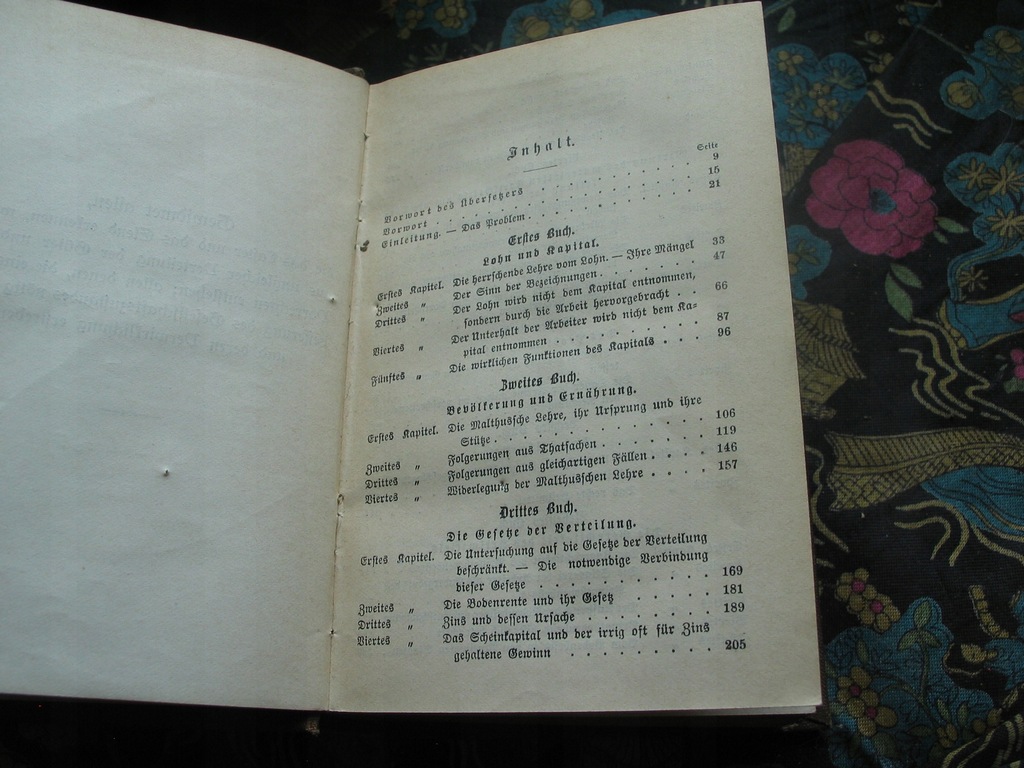 Inhalt.
Seite
Vorwort des Übersetzers . . . . . . . . . 9
Vorwort . . . . . . . . . . . . . 15
Einleitung. — Das Problem . . . . . . . . 21
Erstes Buch.
Lohn und Kapital.
Erstes Kapitel. Die herrschende Lehre vom Lohn. — Ihre Mängel 33
Zweites „ Der Sinn der Bezeichnungen . . . . . . . 47
Drittes „ Der Lohn wird nicht dem Kapital entnommen,
sondern durch die Arbeit hervorgebracht . . 66
Viertes „ Der Unterhalt der Arbeiter wird nicht dem Ka-
pital entnommen . . . . . . . . . 87
Fünftes „ Die wirklichen Funktionen des Kapitals . . . 96
Zweites Buch.
Bevölkerung und Ernährung.
Erstes Kapitel. Die Malthussche Lehre, ihr Ursprung und ihre
Stütze . . . . . . . . . . . . 106
Zweites „ Folgerungen aus Thatsachen . . . . . . . 119
Drittes „ Folgerungen aus gleichartigen Fällen . . . . 146
Viertes „ Widerlegung der Malthusschen Lehre . . . . 157
Drittes Buch.
Die Gesetze der Verteilung.
Erstes Kapitel. Die Untersuchung auf die Gesetze der Verteilung
beschränkt. — Die notwendige Verbindung
dieser Gesetze . . . . . . . . . . 169
Zweites „ Die Bodenrente und ihr Gesetz . . . . . 181
Drittes „ Zins und dessen Ursache . . . . . . . . 189
Viertes „ Das Scheinkapital und der irrig oft für Zins
gehaltene Gewinn . . . . . . . . . 205